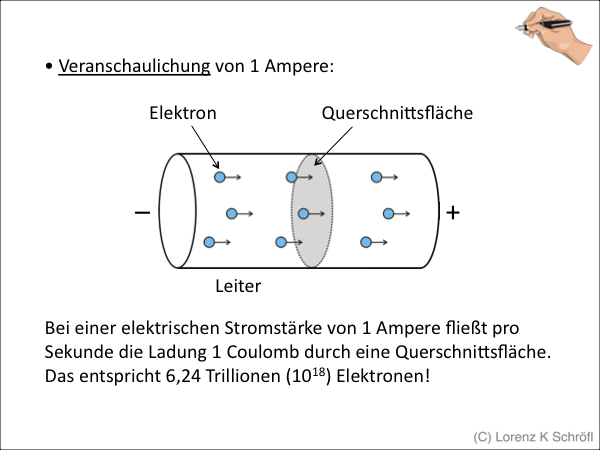 • Veranschaulichung von 1 Ampere:
Elektron
Querschnittsfläche
–
+
Leiter
Bei einer elektrischen Stromstärke von 1 Ampere fließt pro
Sekunde die Ladung 1 Coulomb durch eine Querschnittsfläche.
Das entspricht 6,24 Trillionen (10¹⁸) Elektronen!
(C) Lorenz K Schröfl